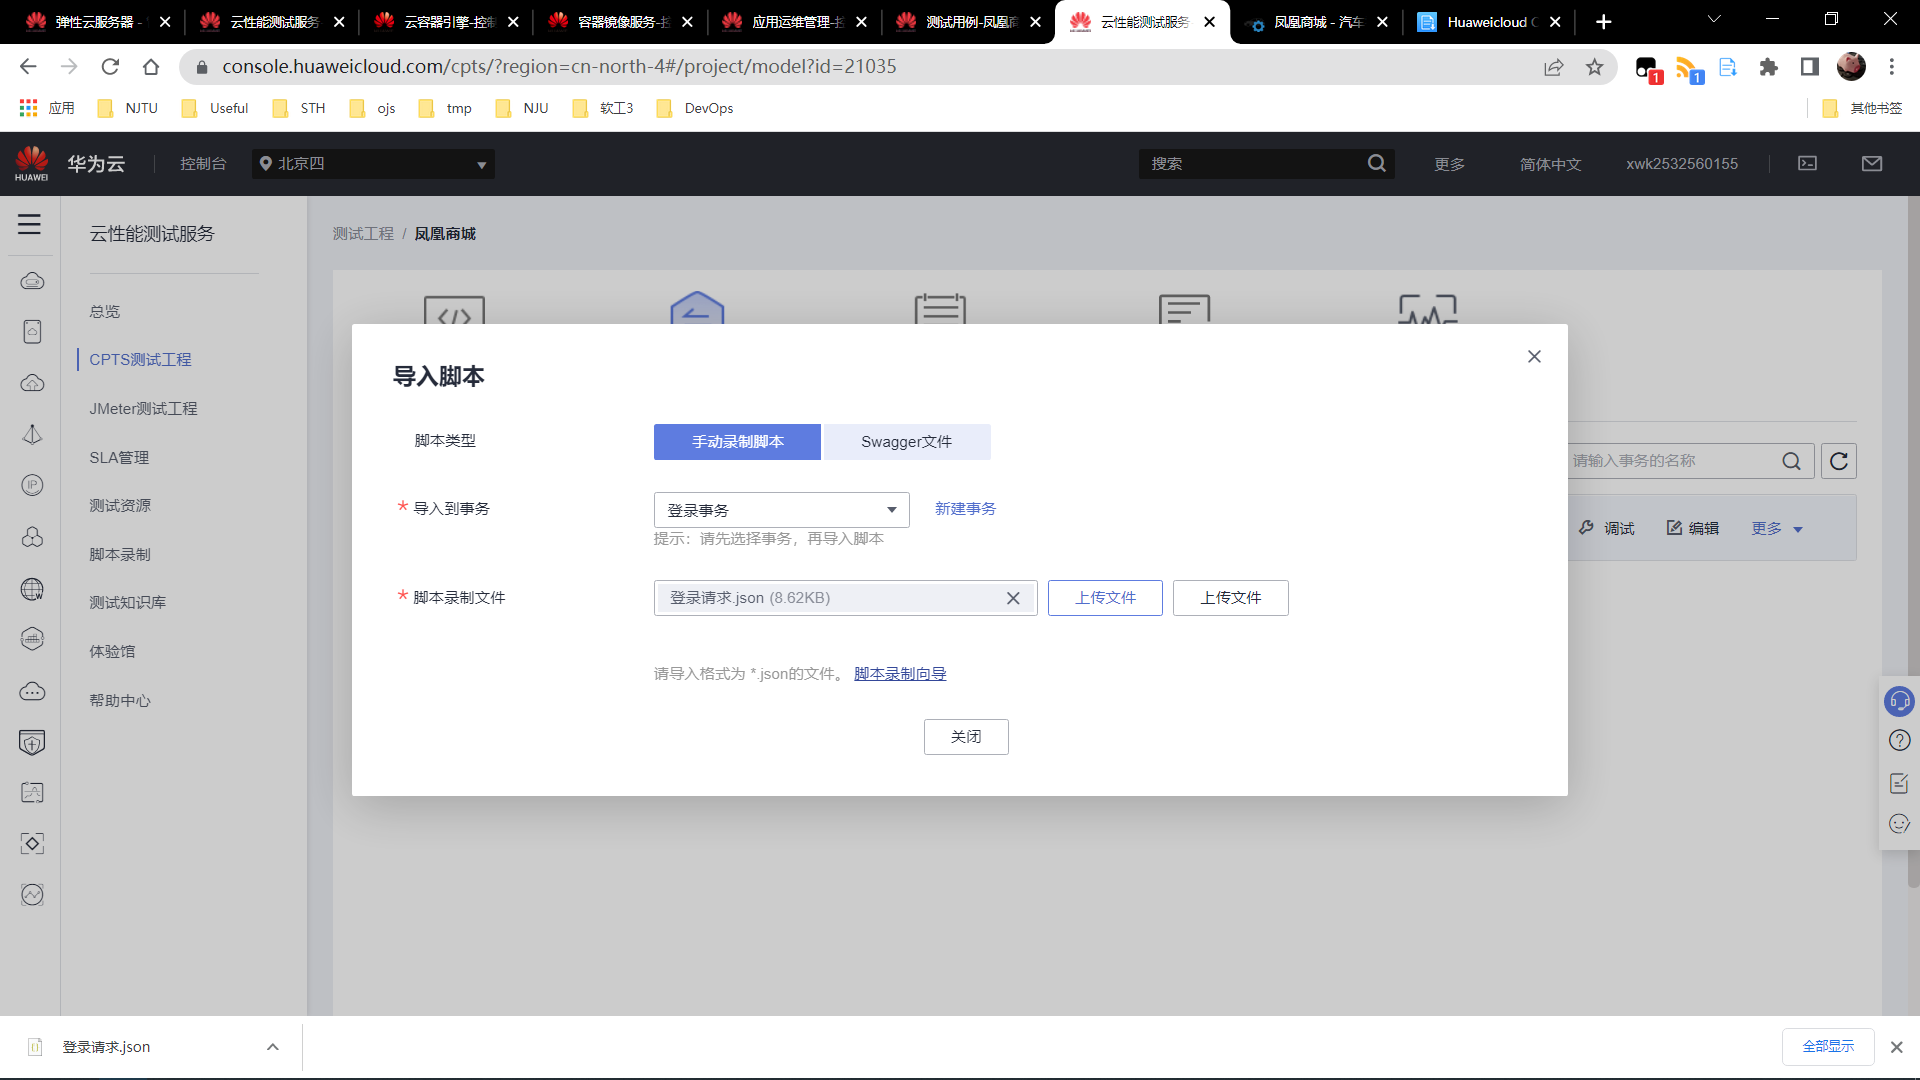 弹性云服务器 -
云性能测试服务
云容器引擎-控制
容器镜像服务-控
应用运维管理-控
测试用例-凤凰商
云性能测试服务
凤凰商城 - 汽车
Huaweicloud
console.huaweicloud.com/cpts/?region=cn-north-4#/project/model?id=21035
1
1
应用
NJTU
Useful
STH
ojs
tmp
NJU
软工3
DevOps
其他书签
HUAWEI
华为云
控制台
北京四
搜索
更多
简体中文
xwk2532560155
云性能测试服务
测试工程 / 凤凰商城
总览
CPTS测试工程
JMeter测试工程
SLA管理
测试资源
脚本录制
测试知识库
体验馆
帮助中心
IP
W
导入脚本
脚本类型
手动录制脚本
Swagger文件
* 导入到事务
登录事务
新建事务
提示：请先选择事务，再导入脚本
* 脚本录制文件
登录请求.json (8.62KB)
上传文件
上传文件
请导入格式为 *.json的文件。 脚本录制向导
关闭
请输入事务的名称
调试
编辑
更多
登录请求.json
全部显示